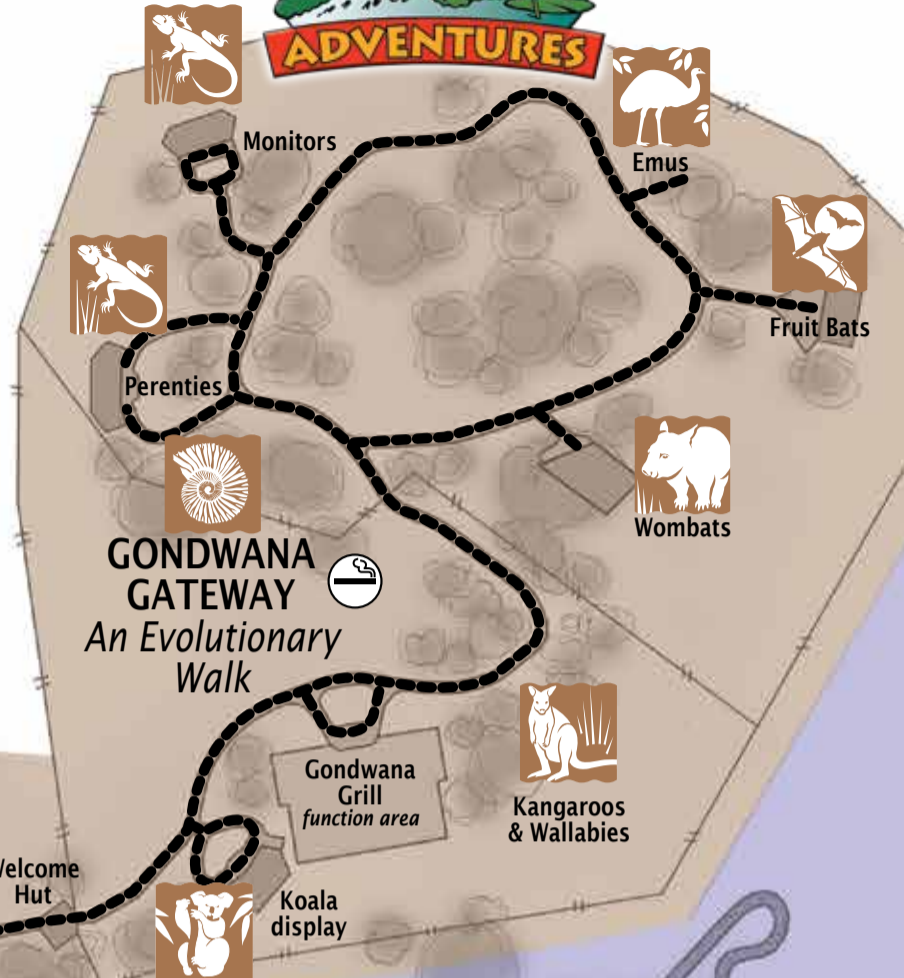 ADVENTURES
Monitors
Emus
Fruit Bats
Perenties
Wombats
GONDWANA
GATEWAY
An Evolutionary
Walk
Gondwana
Grill
function area
Kangaroos
& Wallabies
Hut
Koala
display